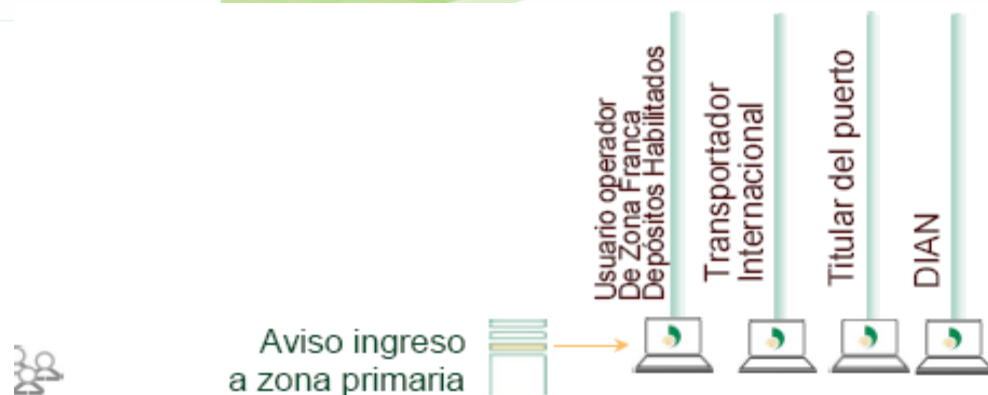 Usuario operador
De Zona Franca
Depósitos Habilitados
Transportador
Internacional
Titular del puerto
DIAN
Aviso ingreso
a zona primaria